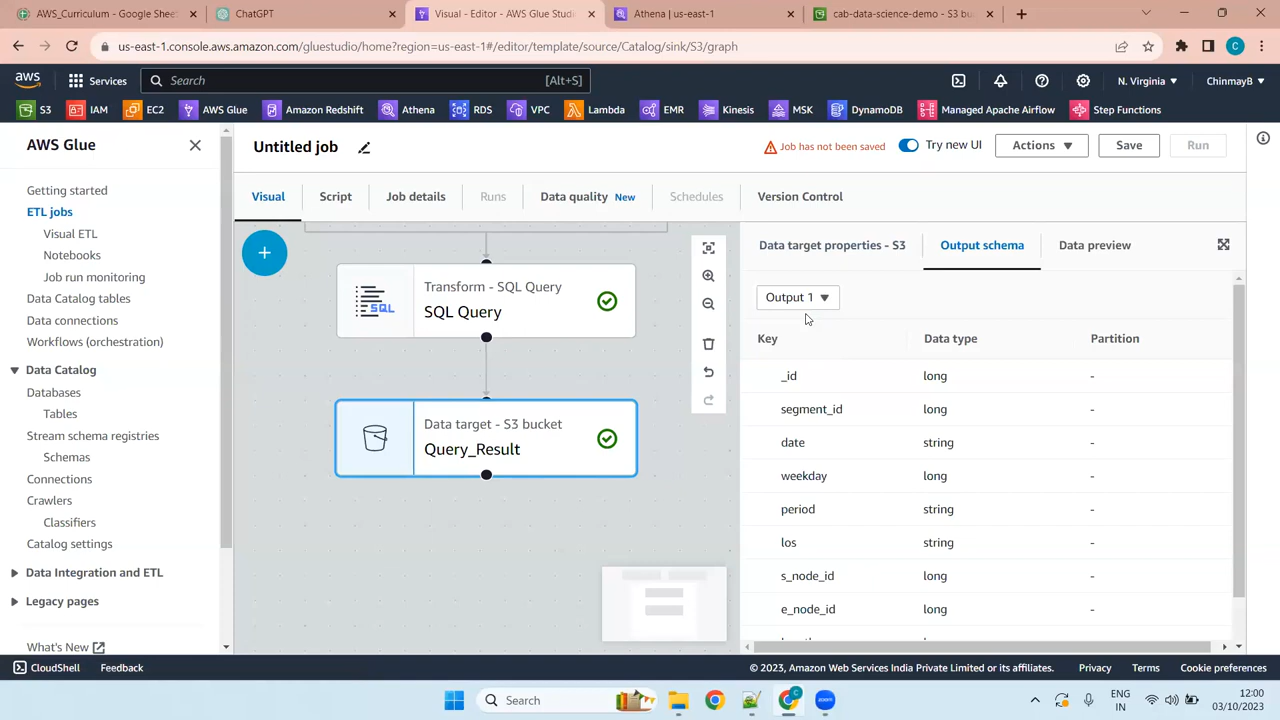 AWS_Curriculum - Google Sheet
ChatGPT
Visual - Editor - AWS Glue Studi
Athena | us-east-1
cab-data-science-demo - S3 bu
us-east-1.console.aws.amazon.com/gluestudio/home?region=us-east-1#/editor/template/source/Catalog/sink/S3/graph
C
aws
Services
Search
[Alt+S]
N. Virginia
ChinmayB
S3
IAM
EC2
AWS Glue
Amazon Redshift
Athena
RDS
VPC
Lambda
EMR
Kinesis
MSK
DynamoDB
Managed Apache Airflow
Step Functions
AWS Glue
Getting started
ETL jobs
Visual ETL
Notebooks
Job run monitoring
Data Catalog tables
Data connections
Workflows (orchestration)
Data Catalog
Databases
Tables
Stream schema registries
Schemas
Connections
Crawlers
Classifiers
Catalog settings
Data Integration and ETL
Legacy pages
What's New
Untitled job
Job has not been saved
Try new UI
Actions
Save
Run
Visual
Script
Job details
Runs
Data quality New
Schedules
Version Control
Transform - SQL Query
SQL
SQL Query
Data target - S3 bucket
Query_Result
Data target properties - S3
Output schema
Data preview
Output 1
Key Data type Partition
_id long -
segment_id long -
date string -
weekday long -
period string -
los string -
s_node_id long -
e_node_id long -
CloudShell
Feedback
© 2023, Amazon Web Services India Private Limited or its affiliates.
Privacy
Terms
Cookie preferences
Search
C
zoom
ENG
IN
12:00
03/10/2023